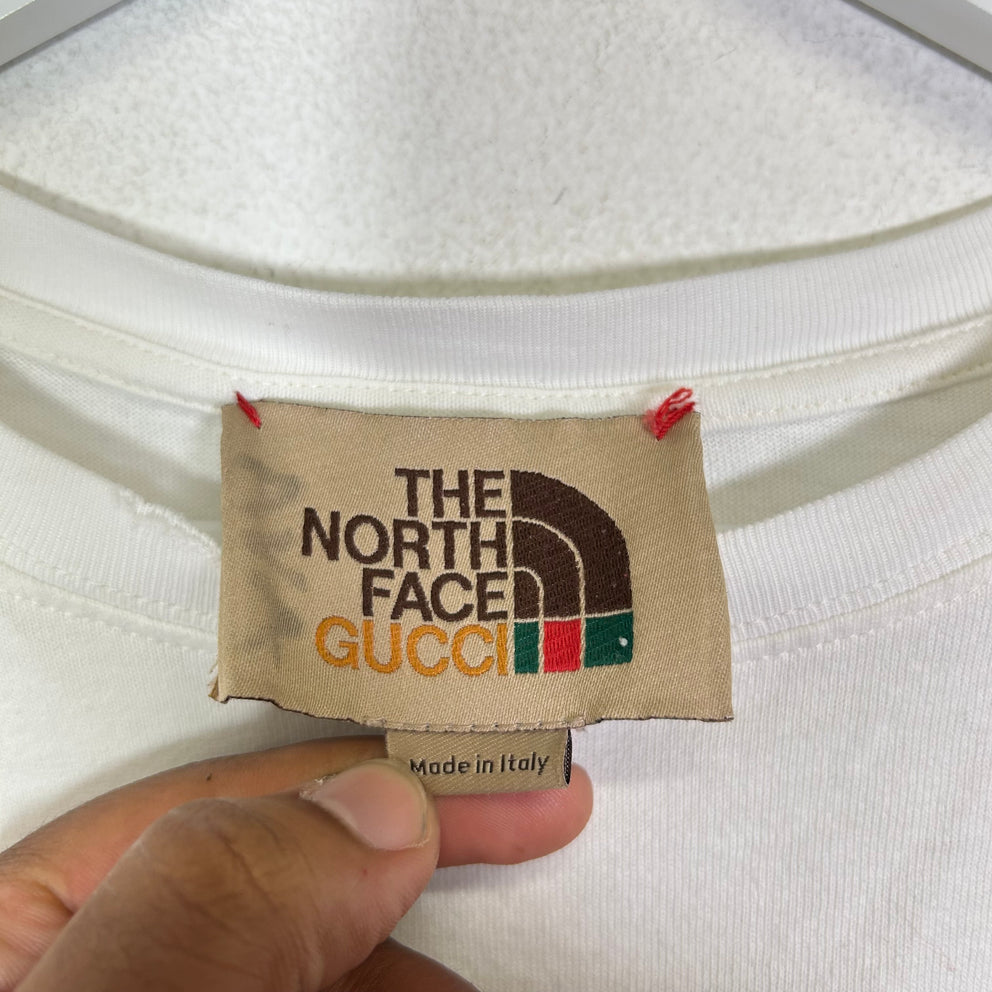 THE
NORTH
FACE
GUCCI
Made in Italy